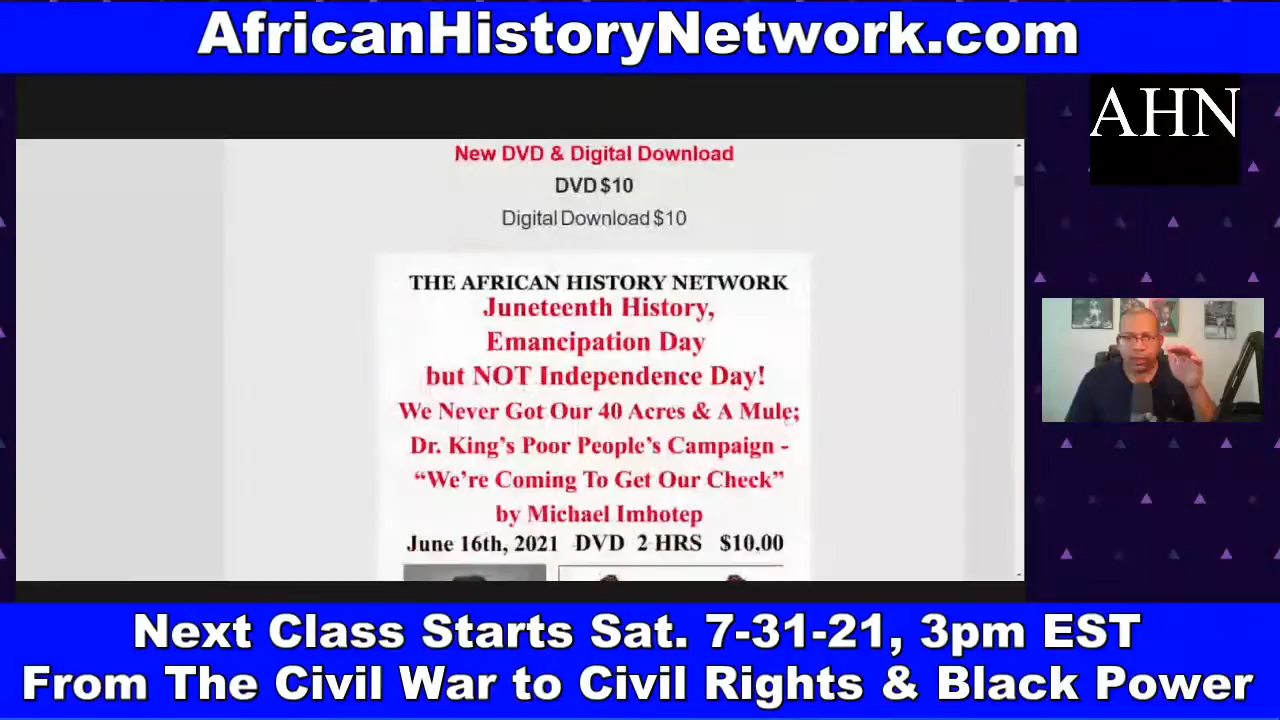 AfricanHistoryNetwork.com
AHN
New DVD & Digital Download
DVD $10
Digital Download $10
THE AFRICAN HISTORY NETWORK
Juneteenth History,
Emancipation Day
but NOT Independence Day!
We Never Got Our 40 Acres & A Mule;
Dr. King's Poor People's Campaign -
“We're Coming To Get Our Check”
by Michael Imhotep
June 16th, 2021 DVD 2 HRS $10.00
Next Class Starts Sat. 7-31-21, 3pm EST
From The Civil War to Civil Rights & Black Power